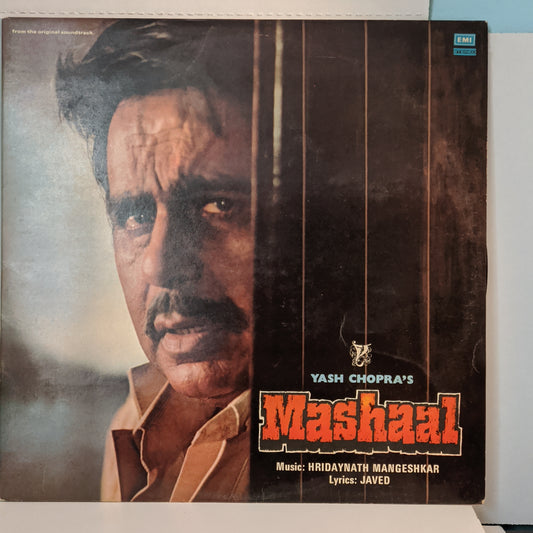 from the original soundtrack.
EMI
YASH CHOPRA'S
Mashaal
Music: HRIDAYNATH MANGESHKAR
Lyrics: JAVED